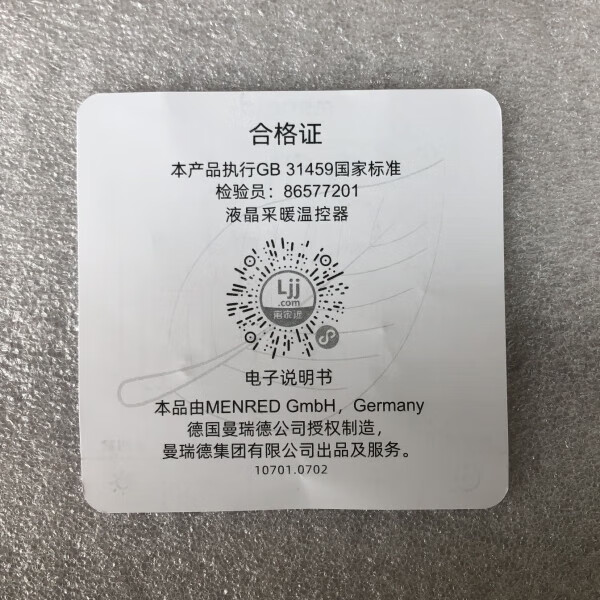 合格证
本产品执行GB 31459国家标准
检验员：86577201
液晶采暖温控器
Ljj
.com
电子说明书
本品由MENRED GmbH，Germany
德国曼瑞德公司授权制造，
曼瑞德集团有限公司出品及服务。
10701.0702